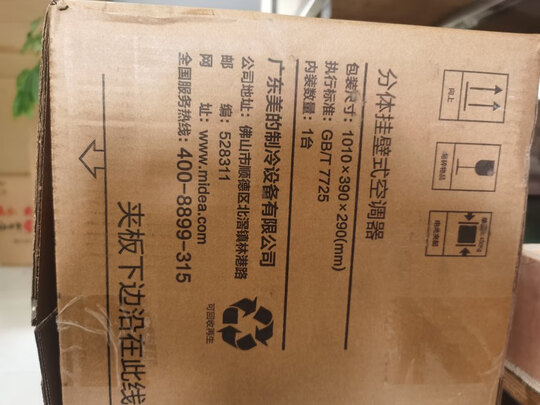 分体挂壁式空调器
包装尺寸：1010×390×290(mm)
执行标准：GB/T 7725
内装数量：1台
广东美的制冷设备有限公司
公司地址：佛山市顺德区北滘镇林港路
邮　编：528311
网　址：www.midea.com
全国服务热线：400-8899-315
向上
易碎物品
可回收再生
夹板下边沿在此线